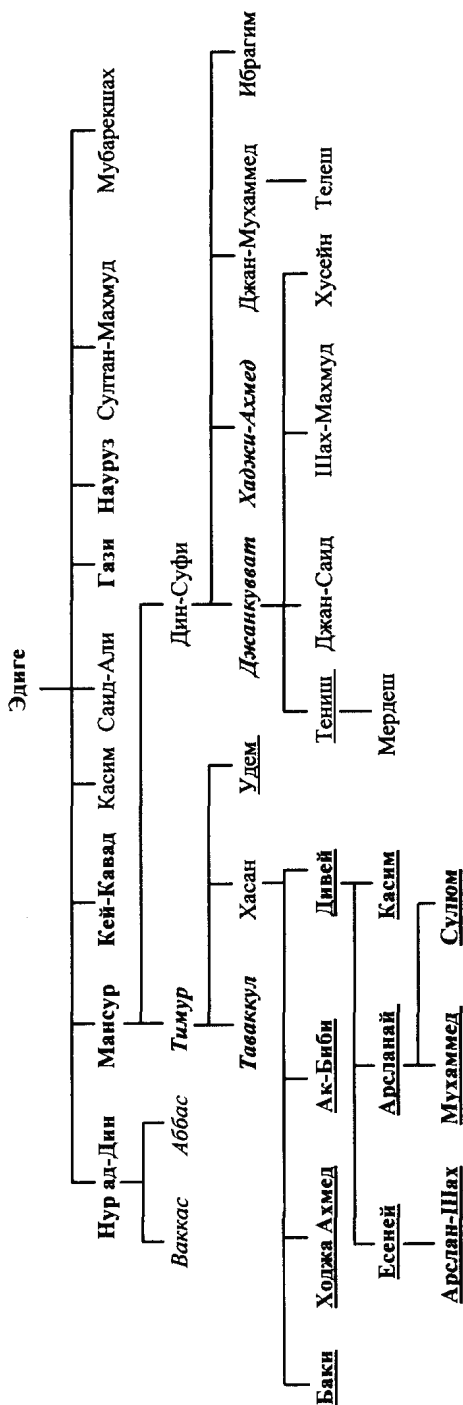 Эдиге
Нур ад-Дин Мансур Кей-Кавад Касим Саид-Али Гази Науруз Султан-Махмуд Мубарекшах
Ваккас Аббас Тимур Дин-Суфи
Таваккул Хасан Удем Джанкувват Хаджи-Ахмед Джан-Мухаммед Ибрагим
Баки Ходжа Ахмед Ак-Биби Дивей Тениш Джан-Саид Шах-Махмуд Хусейн Телеш
Есеней Арсланай Касим Мердеш
Арслан-Шах Мухаммед Сулюм